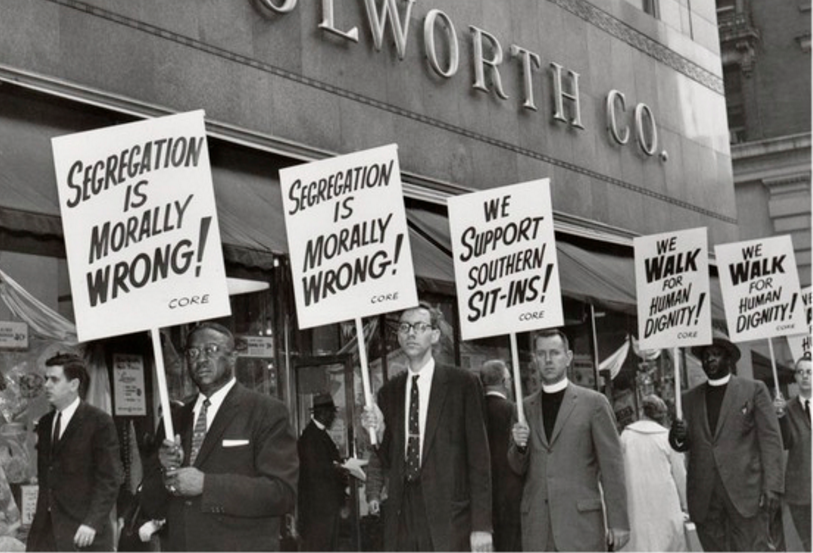 OLWORTH CO.
SEGREGATION
IS
MORALLY
WRONG!
CORE
SEGREGATION
IS
MORALLY
WRONG!
CORE
WE
SUPPORT
SOUTHERN
SIT-INS!
CORE
WE
WALK
FOR
HUMAN
DIGNITY!
CORE
WE
WALK
FOR
HUMAN
DIGNITY!
CORE